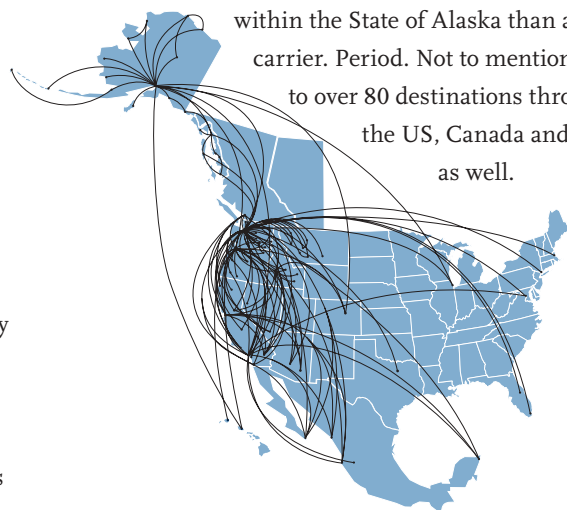 within the State of Alaska than a
carrier. Period. Not to mention
to over 80 destinations thro
the US, Canada and
as well.
y
s